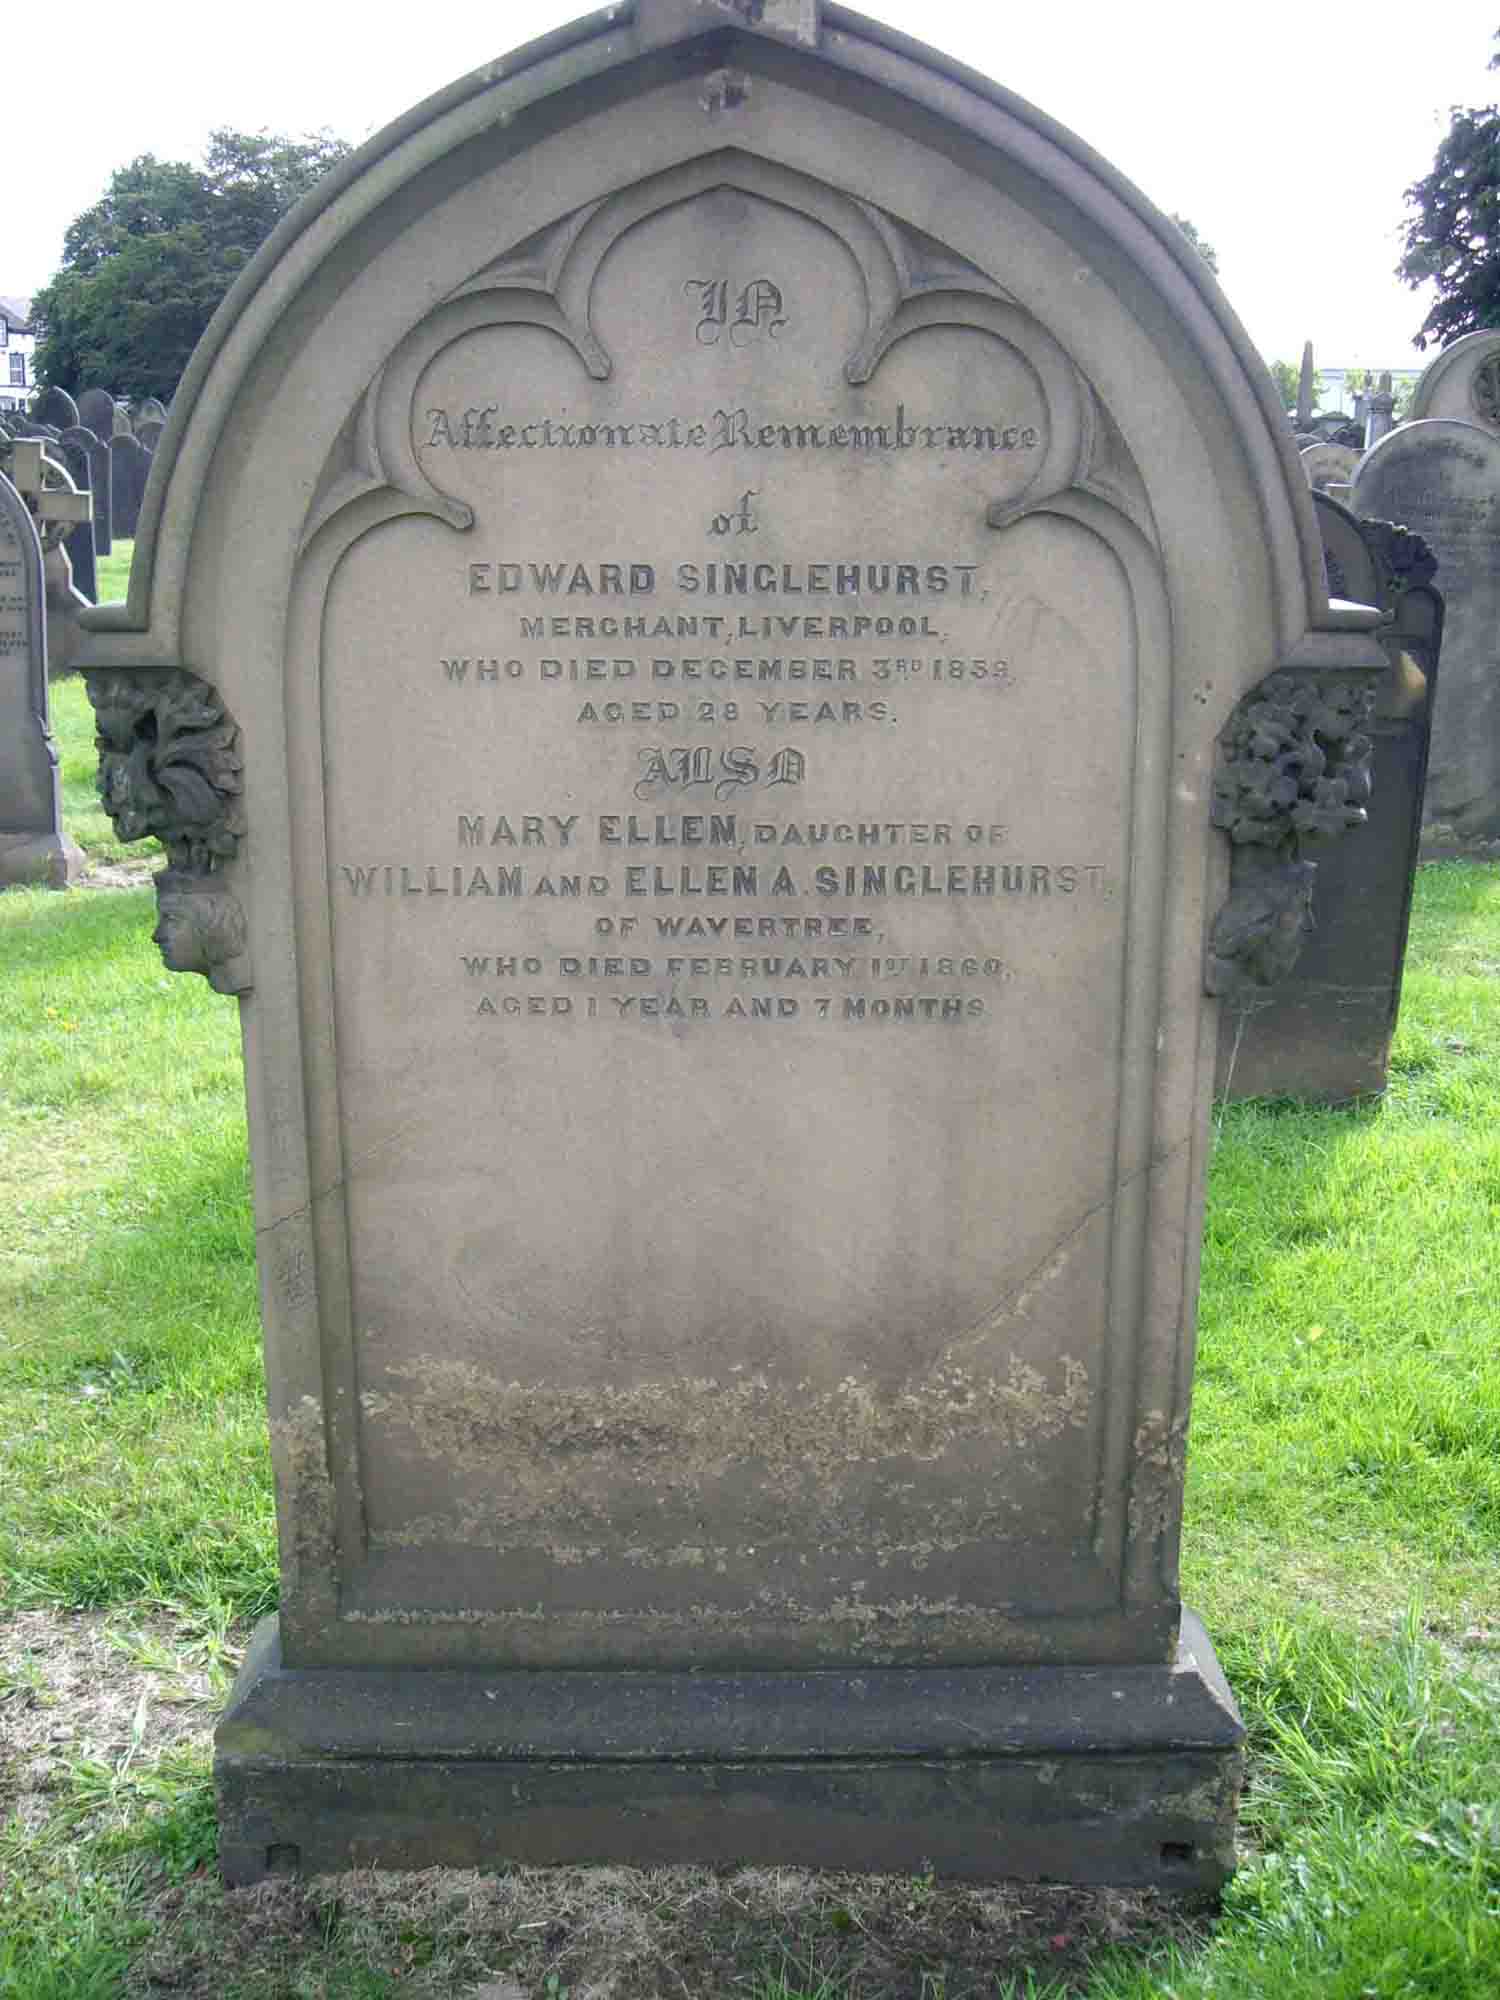 IN
Affectionate Remembrance
of
EDWARD SINGLEHURST,
MERCHANT, LIVERPOOL,
WHO DIED DECEMBER 3RD 1859,
AGED 28 YEARS.
ALSO
MARY ELLEN, DAUGHTER OF
WILLIAM AND ELLEN A. SINGLEHURST,
OF WAVERTREE,
WHO DIED FEBRUARY 1ST 1860,
AGED 1 YEAR AND 7 MONTHS.